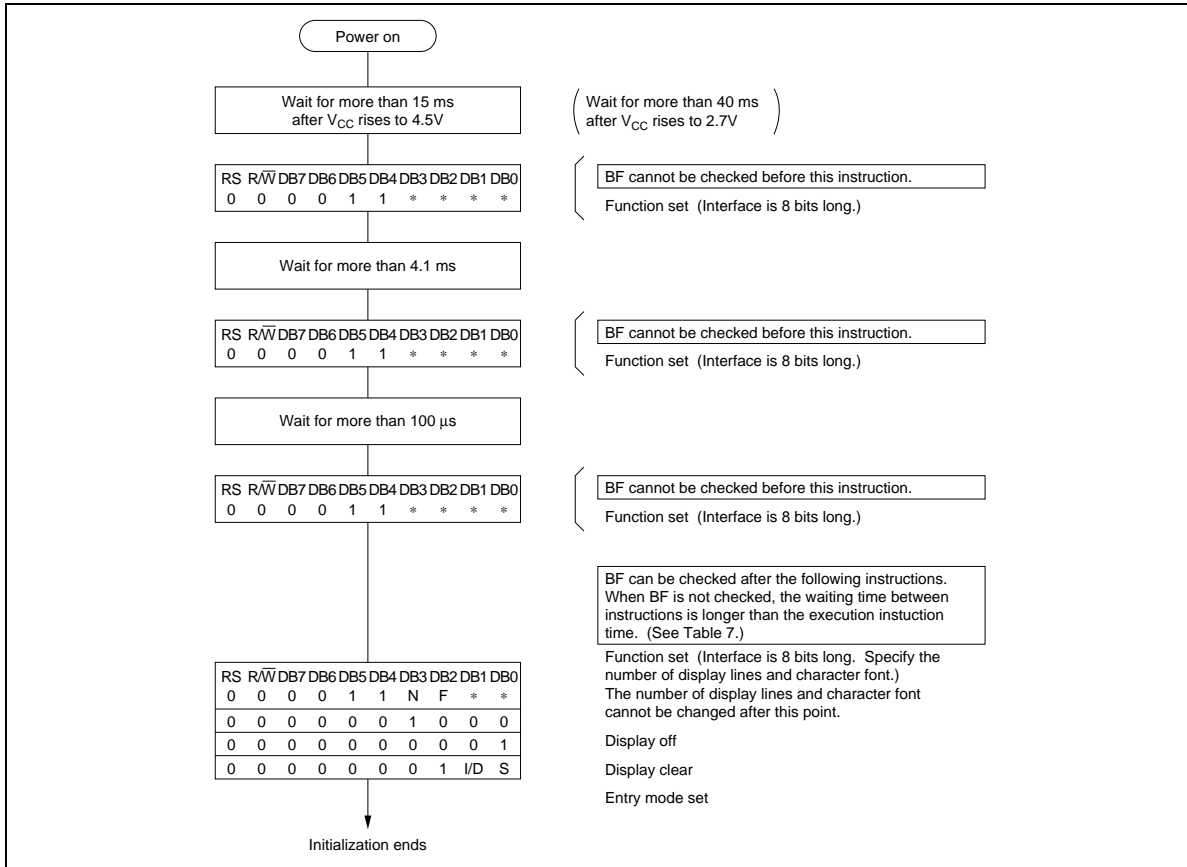 Power on
Wait for more than 15 ms
after VCC rises to 4.5V
Wait for more than 40 ms
after VCC rises to 2.7V
RS R/W̅ DB7 DB6 DB5 DB4 DB3 DB2 DB1 DB0
0 0 0 0 1 1 * * * *
BF cannot be checked before this instruction.
Function set (Interface is 8 bits long.)
Wait for more than 4.1 ms
RS R/W̅ DB7 DB6 DB5 DB4 DB3 DB2 DB1 DB0
0 0 0 0 1 1 * * * *
BF cannot be checked before this instruction.
Function set (Interface is 8 bits long.)
Wait for more than 100 μs
RS R/W̅ DB7 DB6 DB5 DB4 DB3 DB2 DB1 DB0
0 0 0 0 1 1 * * * *
BF cannot be checked before this instruction.
Function set (Interface is 8 bits long.)
BF can be checked after the following instructions.
When BF is not checked, the waiting time between
instructions is longer than the execution instuction
time. (See Table 7.)
RS R/W̅ DB7 DB6 DB5 DB4 DB3 DB2 DB1 DB0
0 0 0 0 1 1 N F * *
0 0 0 0 0 0 1 0 0 0
0 0 0 0 0 0 0 0 0 1
0 0 0 0 0 0 0 1 I/D S
Function set (Interface is 8 bits long. Specify the
number of display lines and character font.)
The number of display lines and character font
cannot be changed after this point.
Display off
Display clear
Entry mode set
Initialization ends